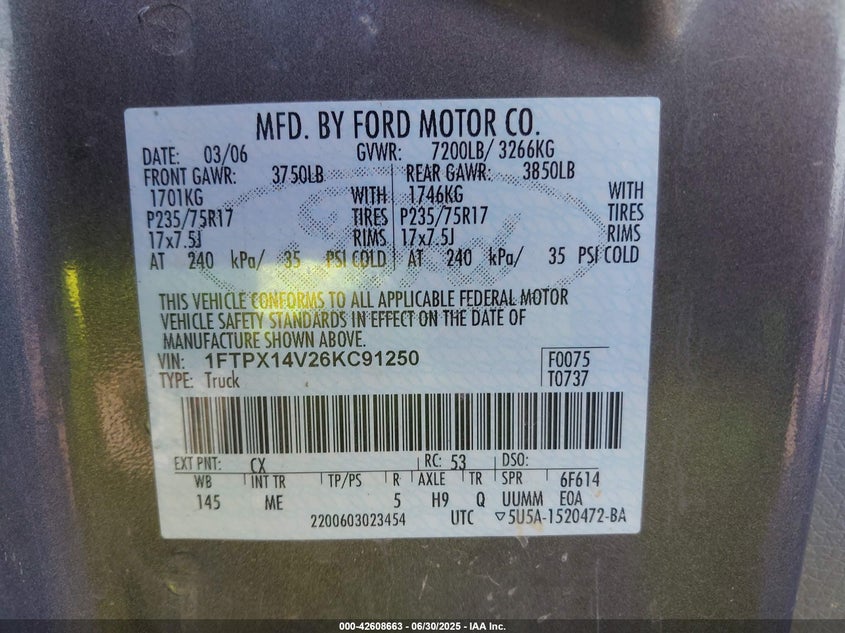 MFD. BY FORD MOTOR CO.
DATE: 03/06 GVWR: 7200LB/ 3266KG
FRONT GAWR: 3750LB REAR GAWR: 3850LB
1701KG WITH 1746KG WITH
P235/75R17 TIRES P235/75R17 TIRES
17x7.5J RIMS 17x7.5J RIMS
AT 240 kPa/ 35 PSI COLD AT 240 kPa/ 35 PSI COLD
THIS VEHICLE CONFORMS TO ALL APPLICABLE FEDERAL MOTOR
VEHICLE SAFETY STANDARDS IN EFFECT ON THE DATE OF
MANUFACTURE SHOWN ABOVE.
VIN: 1FTPX14V26KC91250 F0075
TYPE: Truck T0737
EXT PNT: CX RC: 53 DSO:
WB INT TR TP/PS R AXLE TR SPR 6F614
145 ME 5 H9 Q UUMM EOA
2200603023454 UTC ▽5U5A-1520472-BA
000-42608663 - 06/30/2025 - IAA Inc.